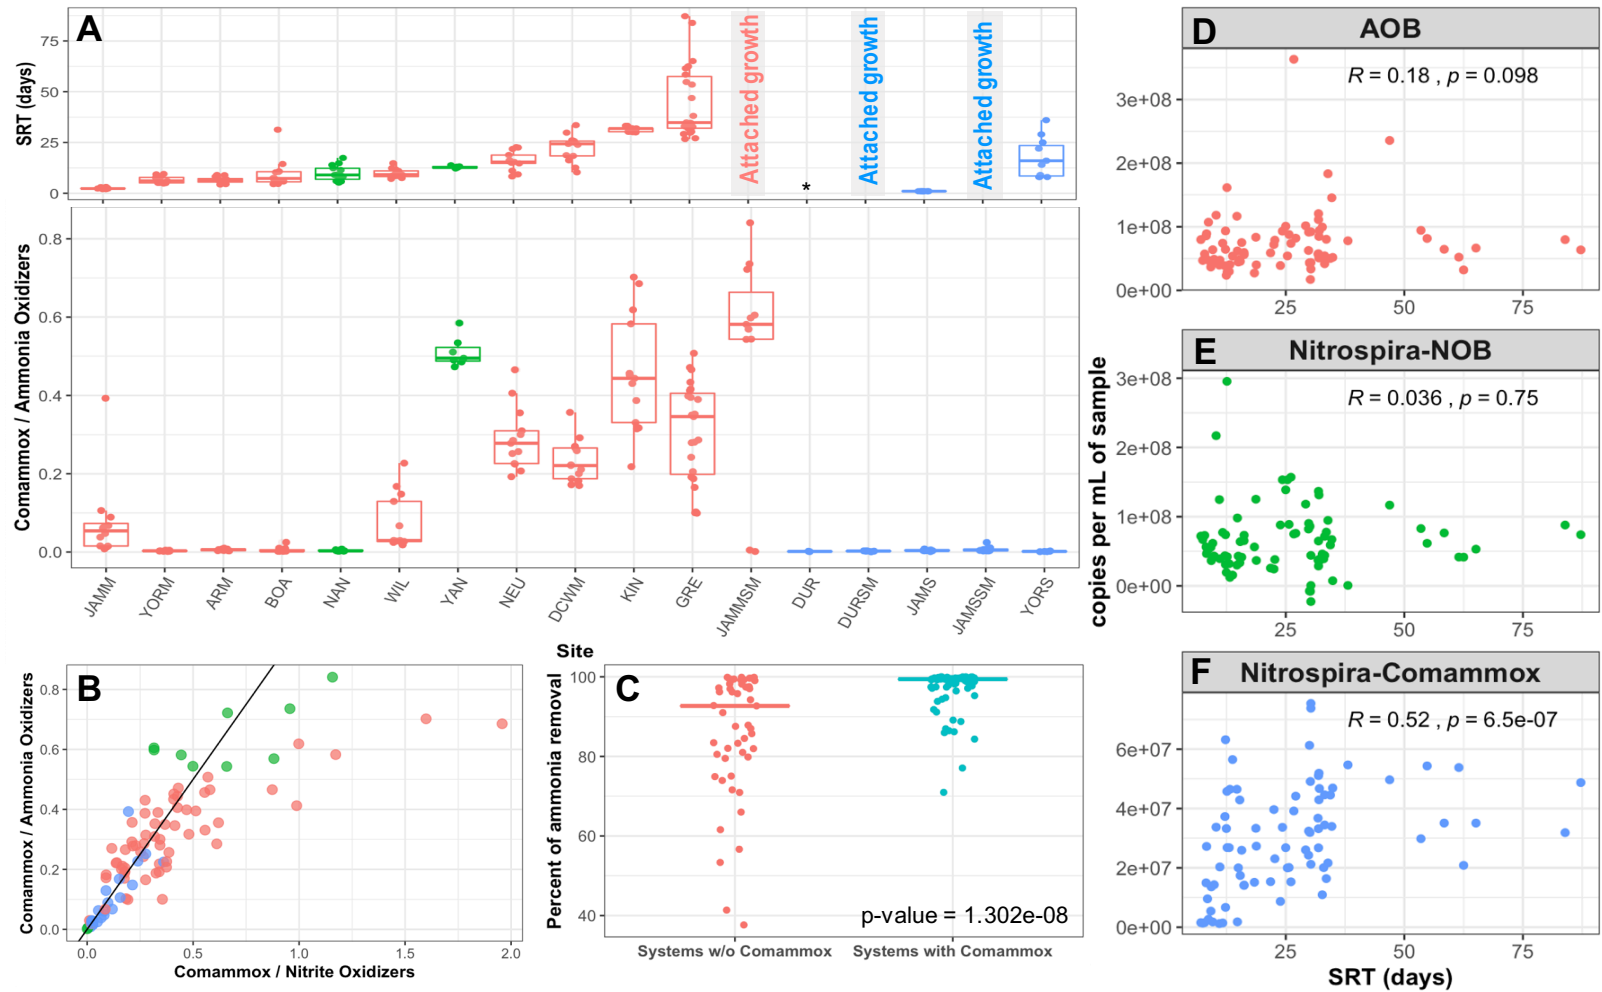 A
SRT (days)
75
50
25
0
Attached growth
*
Attached growth
Attached growth
Comammox / Ammonia Oxidizers
0.8
0.6
0.4
0.2
0.0
JAMM
YORM
ARM
BOA
NAN
WIL
YAN
NEU
DCWM
KIN
GRE
JAMMSM
DUR
DURSM
JAMS
JAMSSM
YORS
Site
B
Comammox / Ammonia Oxidizers
0.8
0.6
0.4
0.2
0.0
0.0
0.5
1.0
1.5
2.0
Comammox / Nitrite Oxidizers
C
Percent of ammonia removal
100
80
60
40
p-value = 1.302e-08
Systems w/o Comammox
Systems with Comammox
copies per mL of sample
D
AOB
R = 0.18 , p = 0.098
3e+08
2e+08
1e+08
0e+00
25
50
75
E
Nitrospira-NOB
R = 0.036 , p = 0.75
3e+08
2e+08
1e+08
0e+00
25
50
75
F
Nitrospira-Comammox
R = 0.52 , p = 6.5e-07
6e+07
4e+07
2e+07
0e+00
25
50
75
SRT (days)